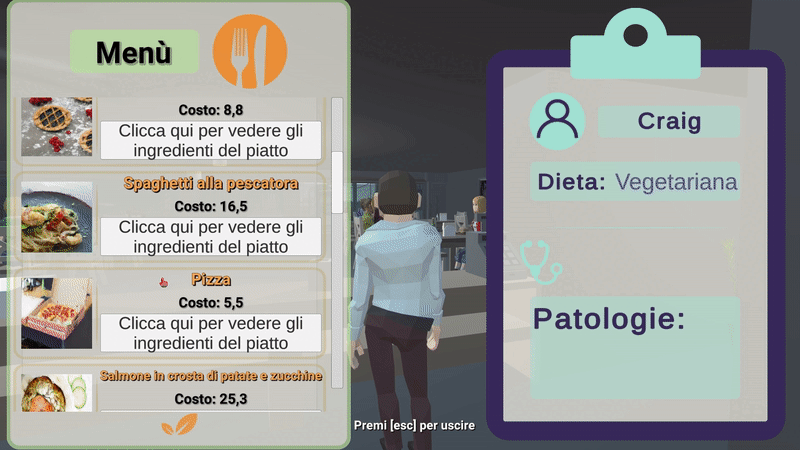 Menù
Costo: 8,8
Clicca qui per vedere gli
ingredienti del piatto
Spaghetti alla pescatora
Costo: 16,5
Clicca qui per vedere gli
ingredienti del piatto
Pizza
Costo: 5,5
Clicca qui per vedere gli
ingredienti del piatto
Salmone in crosta di patate e zucchine
Costo: 25,3
Premi [esc] per uscire
Craig
Dieta: Vegetariana
Patologie: